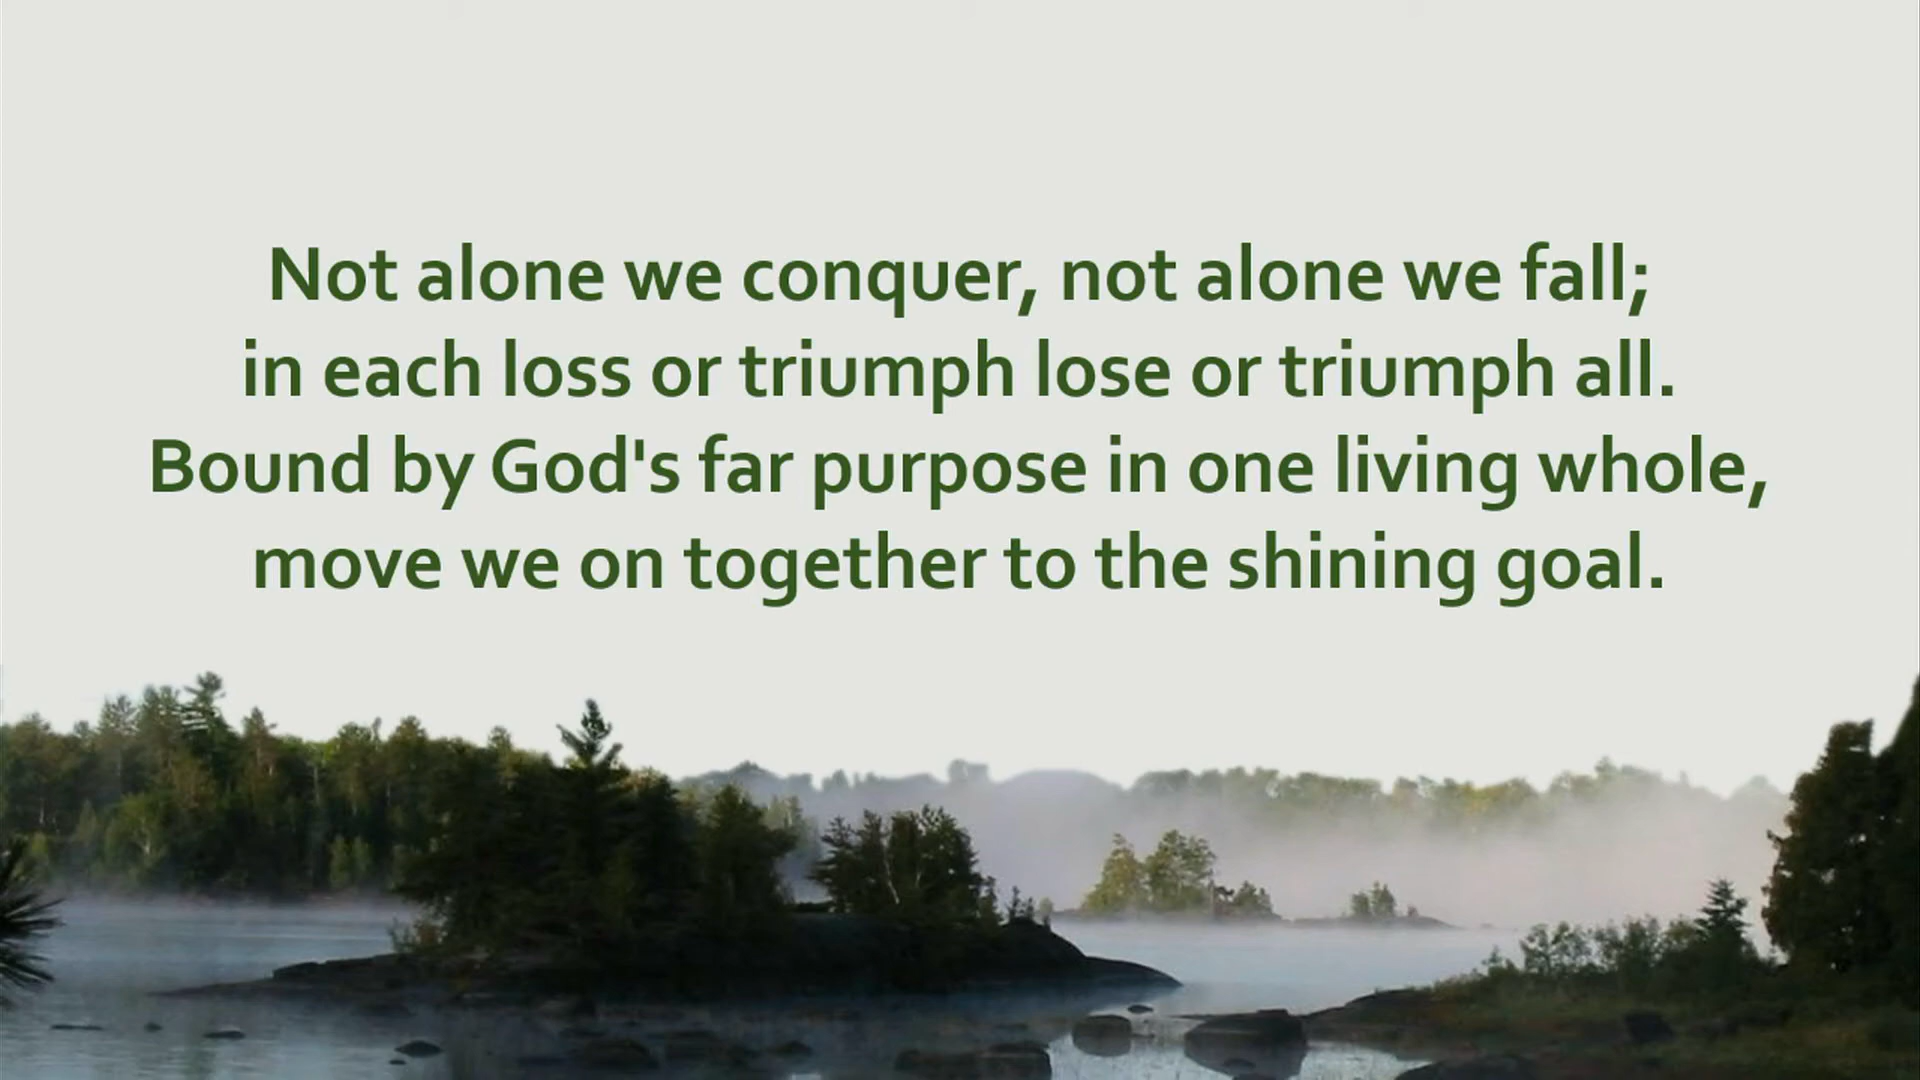 Not alone we conquer, not alone we fall;
in each loss or triumph lose or triumph all.
Bound by God's far purpose in one living whole,
move we on together to the shining goal.